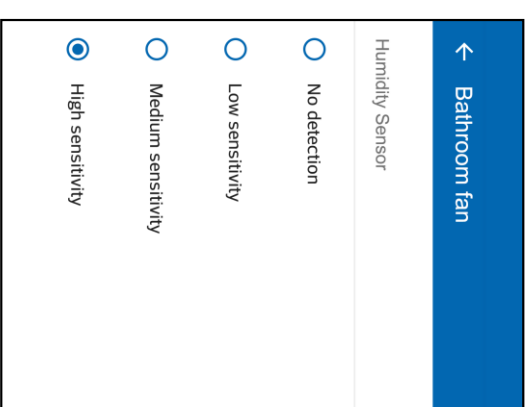 Bathroom fan
Humidity Sensor
No detection
Low sensitivity
Medium sensitivity
High sensitivity